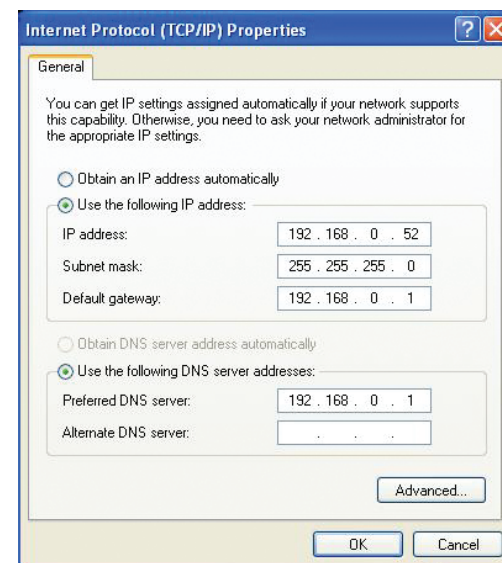 Internet Protocol (TCP/IP) Properties
General
You can get IP settings assigned automatically if your network supports
this capability. Otherwise, you need to ask your network administrator for
the appropriate IP settings.
Obtain an IP address automatically
Use the following IP address:
IP address: 192 . 168 . 0 . 52
Subnet mask: 255 . 255 . 255 . 0
Default gateway: 192 . 168 . 0 . 1
Obtain DNS server address automatically
Use the following DNS server addresses:
Preferred DNS server: 192 . 168 . 0 . 1
Alternate DNS server: . . .
Advanced...
OK Cancel